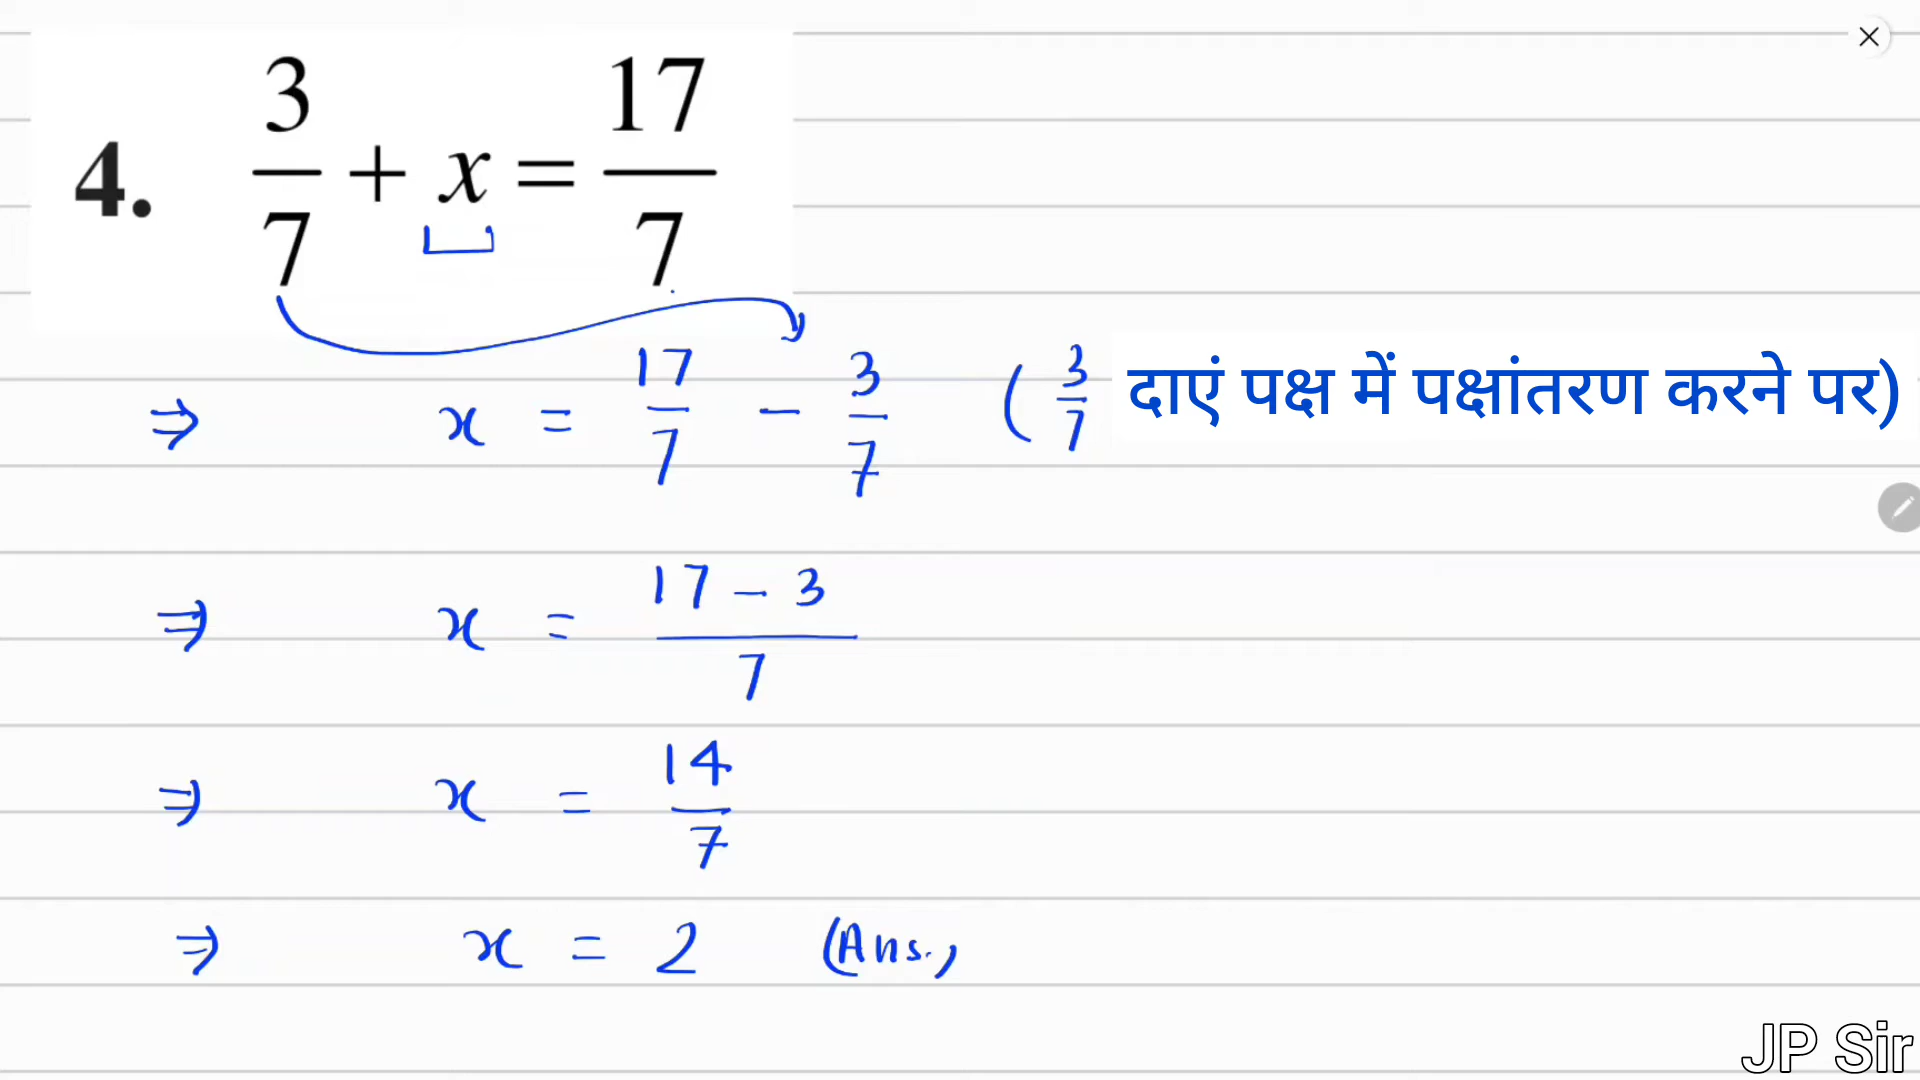 4. 3/7 + x = 17/7
⇒ x = 17/7 - 3/7 (3/7 दाएं पक्ष में पक्षांतरण करने पर)
⇒ x = 17 - 3 / 7
⇒ x = 14/7
⇒ x = 2 (Ans.)
JP Sir